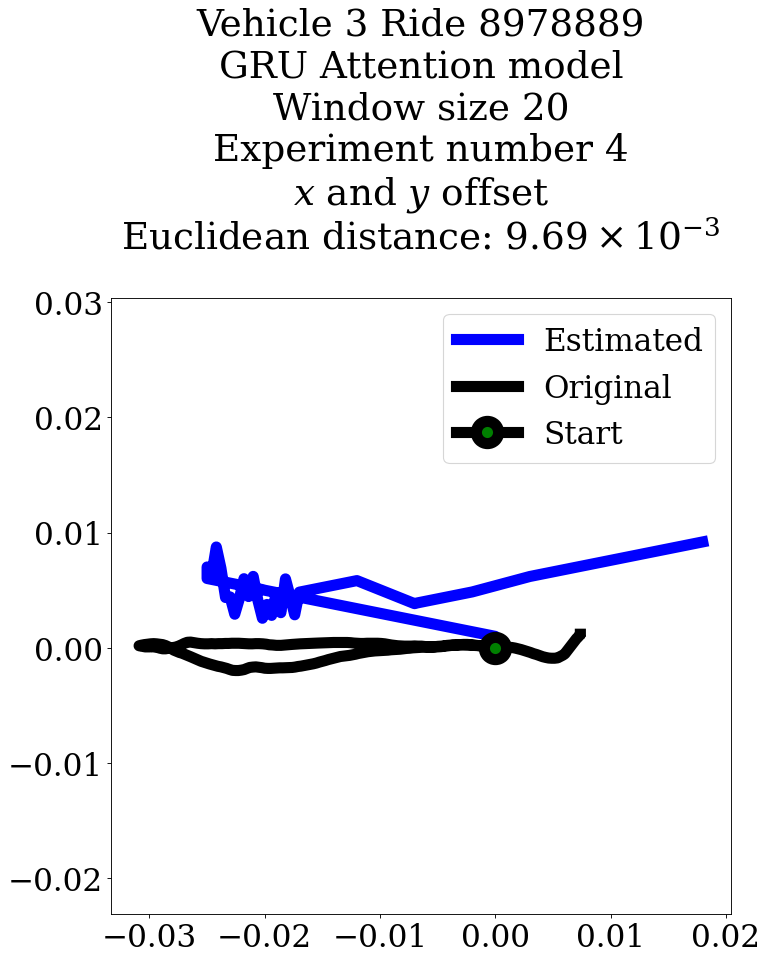 Vehicle 3 Ride 8978889
GRU Attention model
Window size 20
Experiment number 4
x and y offset
Euclidean distance: 9.69 × 10⁻³
0.03
0.02
0.01
0.00
−0.01
−0.02
Estimated
Original
Start
−0.03 −0.02 −0.01 0.00 0.01 0.02